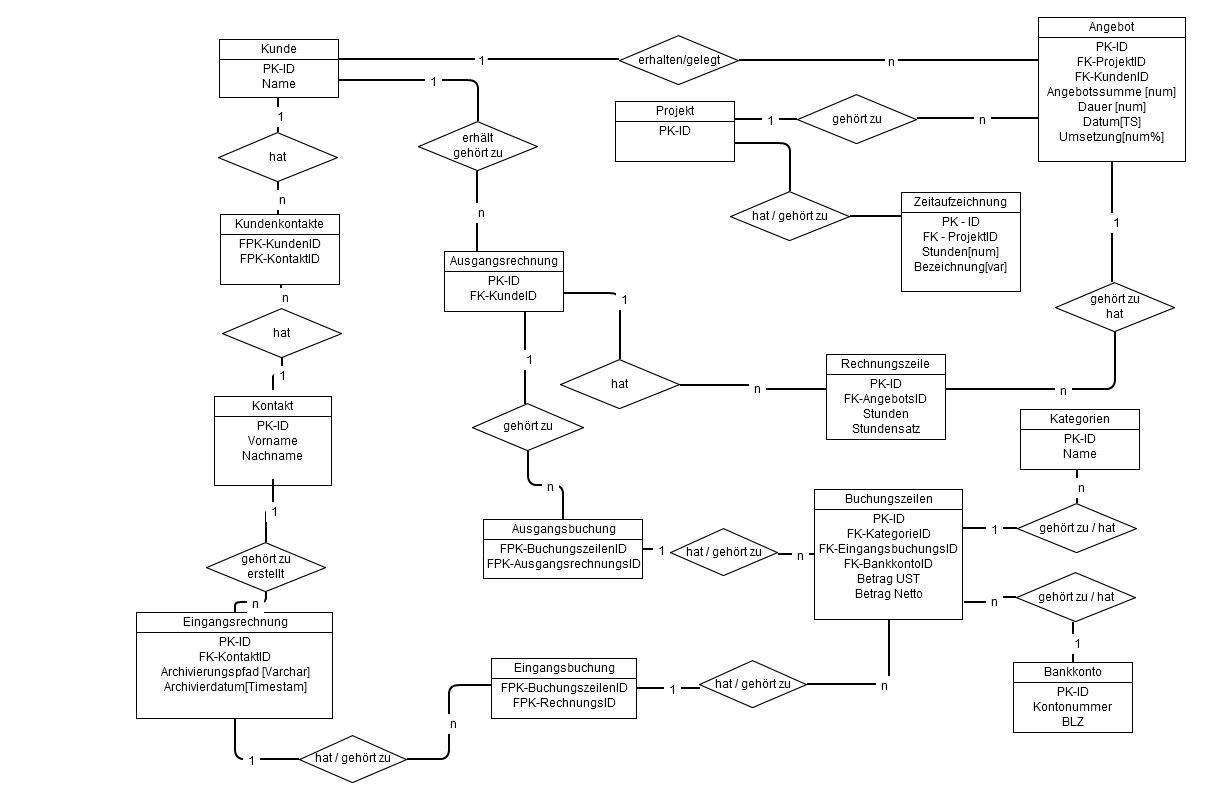 Kunde
PK-ID
Name
1
erhalten/gelegt
n
Angebot
PK-ID
FK-ProjektID
FK-KundenID
Angebotssumme [num]
Dauer [num]
Datum[TS]
Umsetzung[num%]
1
erhält
gehört zu
n
Projekt
PK-ID
1
gehört zu
n
hat / gehört zu
Zeitaufzeichnung
PK - ID
FK - ProjektID
Stunden[num]
Bezeichnung[var]
1
hat
n
Kundenkontakte
FPK-KundenID
FPK-KontaktID
n
hat
1
Kontakt
PK-ID
Vorname
Nachname
1
gehört zu
erstellt
n
Eingangsrechnung
PK-ID
FK-KontaktID
Archivierungspfad [Varchar]
Archivierdatum[Timestam]
1
hat / gehört zu
n
Ausgangsrechnung
PK-ID
FK-KundeID
1
hat
n
1
gehört zu
n
Rechnungszeile
PK-ID
FK-AngebotsID
Stunden
Stundensatz
1
gehört zu
hat
n
Kategorien
PK-ID
Name
n
gehört zu / hat
1
Ausgangsbuchung
FPK-BuchungszeilenID
FPK-AusgangsrechnungsID
1
hat / gehört zu
n
Buchungszeilen
PK-ID
FK-KategorieID
FK-EingangsbuchungsID
FK-BankkontoID
Betrag UST
Betrag Netto
n
gehört zu / hat
1
Bankkonto
PK-ID
Kontonummer
BLZ
Eingangsbuchung
FPK-BuchungszeilenID
FPK-RechnungsID
1
hat / gehört zu
n